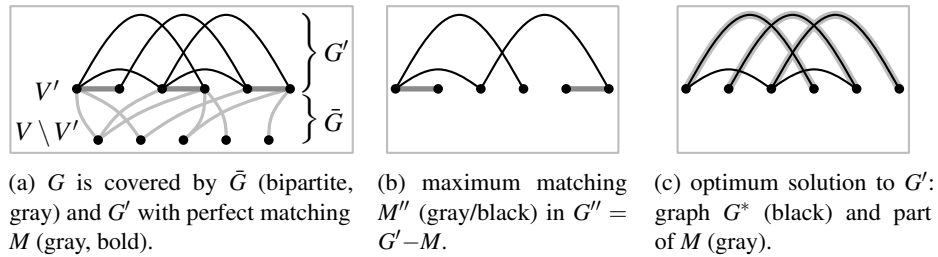 G′
V′
Ḡ
V \ V′
(a) G is covered by Ḡ (bipartite,
gray) and G′ with perfect matching
M (gray, bold).
(b) maximum matching
M″ (gray/black) in G″ =
G′−M.
(c) optimum solution to G′:
graph G* (black) and part
of M (gray).